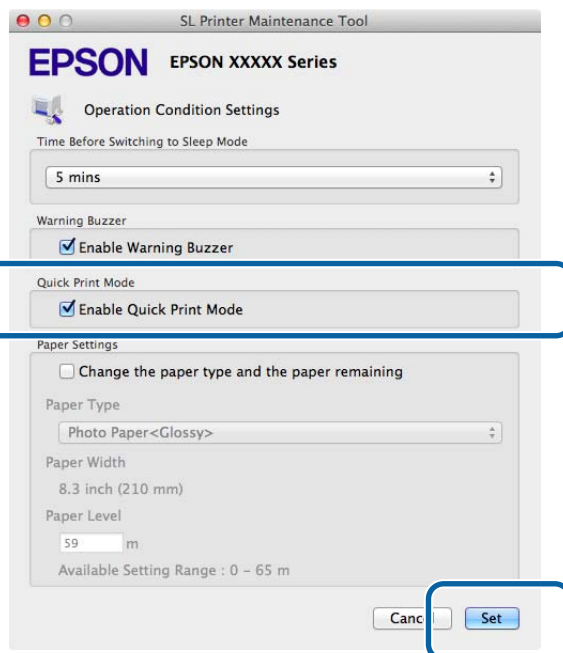 SL Printer Maintenance Tool
EPSON EPSON XXXXX Series
Operation Condition Settings
Time Before Switching to Sleep Mode
5 mins
Warning Buzzer
Enable Warning Buzzer
Quick Print Mode
Enable Quick Print Mode
Paper Settings
Change the paper type and the paper remaining
Paper Type
Photo Paper<Glossy>
Paper Width
8.3 inch (210 mm)
Paper Level
59 m
Available Setting Range : 0 – 65 m
Cancel Set